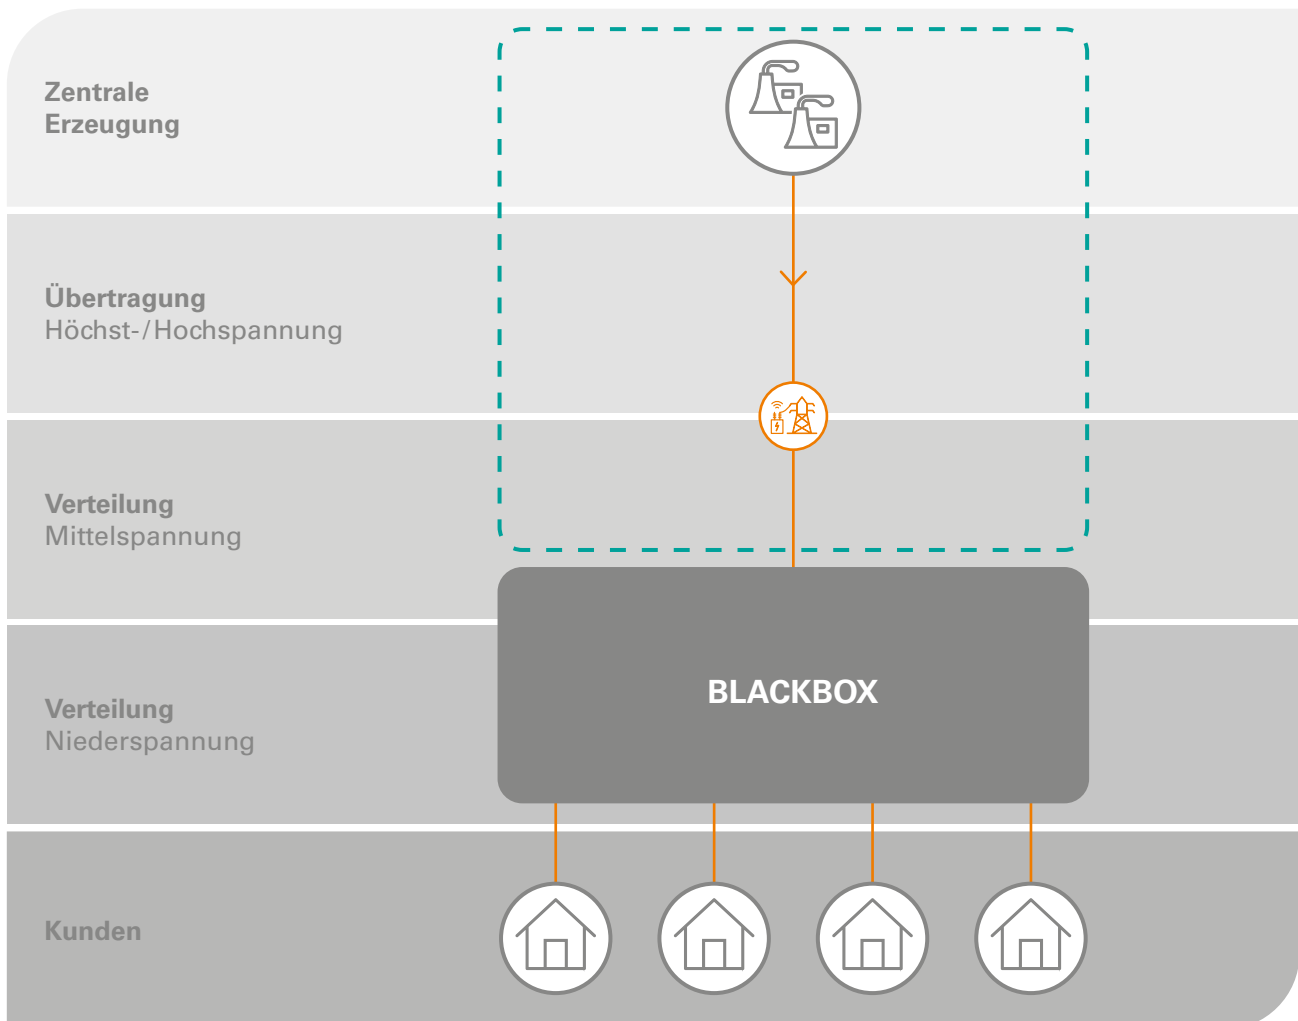 Zentrale
Erzeugung
Übertragung
Höchst-/Hochspannung
Verteilung
Mittelspannung
BLACKBOX
Verteilung
Niederspannung
Kunden